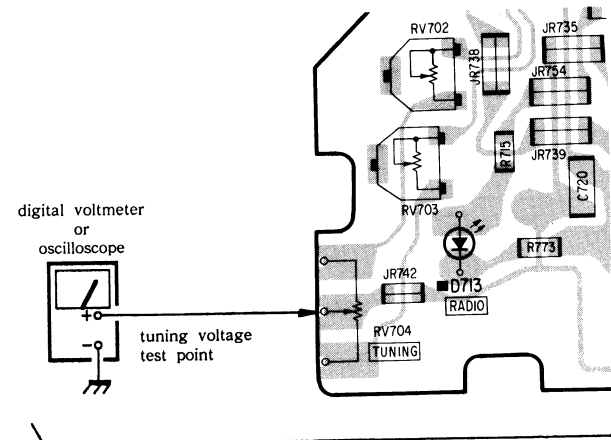 RV702
JR735
JR738
JR754
JR739
R715
C720
RV703
digital voltmeter
or
oscilloscope
+
−
tuning voltage
test point
R773
JR742
D713
RADIO
RV704
TUNING